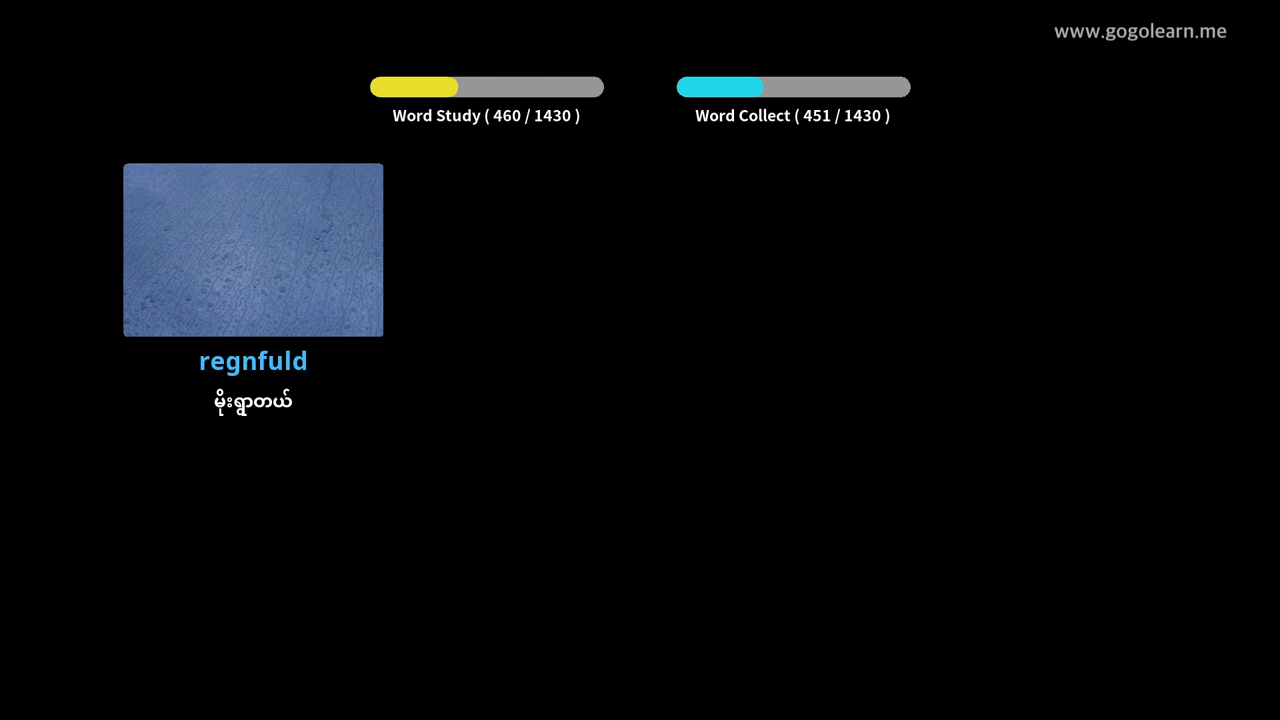 www.gogolearn.me
Word Study ( 460 / 1430 )
Word Collect ( 451 / 1430 )
regnfuld
မိုးရွာတယ်